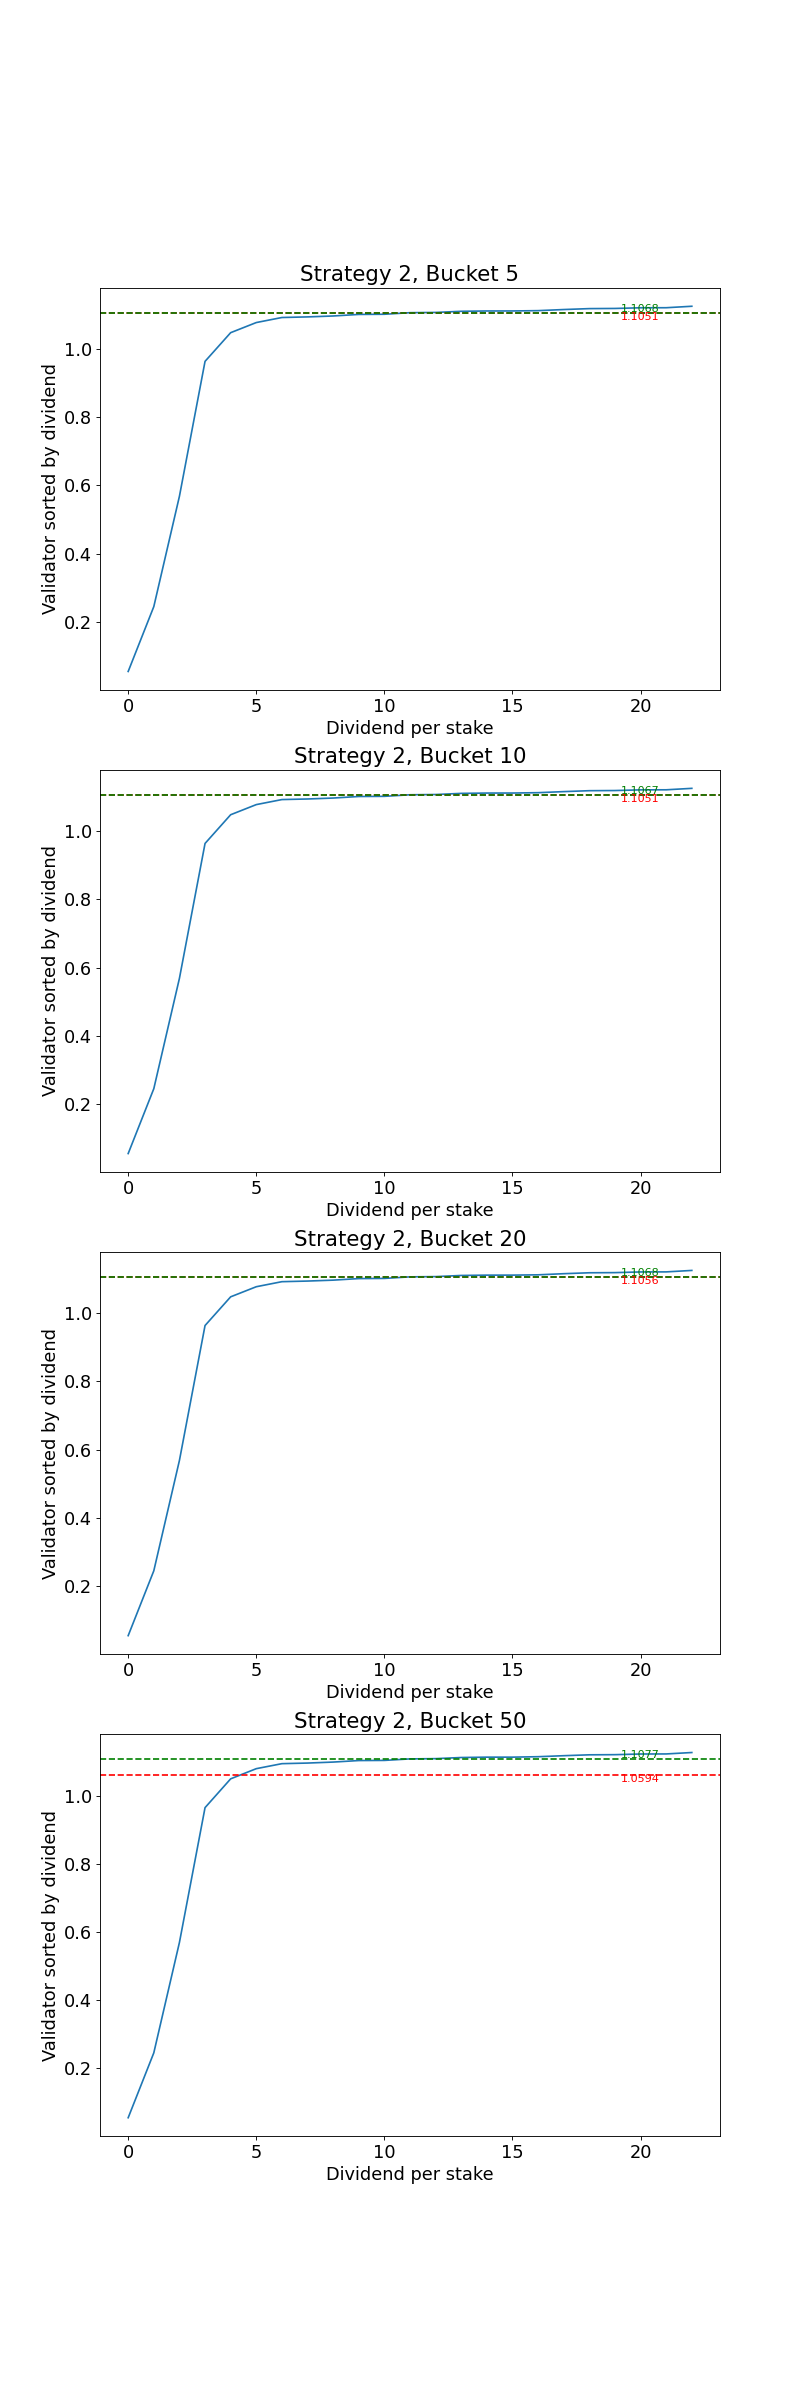 Strategy 2, Bucket 5
1.1068
1.1051
1.0
0.8
0.6
0.4
0.2
Validator sorted by dividend
0 5 10 15 20
Dividend per stake
Strategy 2, Bucket 10
1.1067
1.1051
1.0
0.8
0.6
0.4
0.2
Validator sorted by dividend
0 5 10 15 20
Dividend per stake
Strategy 2, Bucket 20
1.1068
1.1056
1.0
0.8
0.6
0.4
0.2
Validator sorted by dividend
0 5 10 15 20
Dividend per stake
Strategy 2, Bucket 50
1.1077
1.0594
1.0
0.8
0.6
0.4
0.2
Validator sorted by dividend
0 5 10 15 20
Dividend per stake